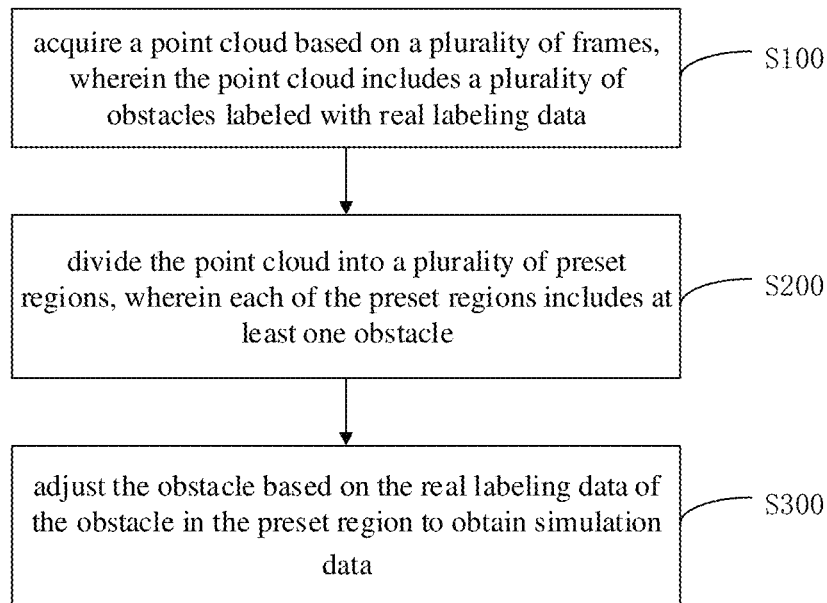 acquire a point cloud based on a plurality of frames,
wherein the point cloud includes a plurality of
obstacles labeled with real labeling data
S100
divide the point cloud into a plurality of preset
regions, wherein each of the preset regions includes at
least one obstacle
S200
adjust the obstacle based on the real labeling data of
the obstacle in the preset region to obtain simulation
data
S300